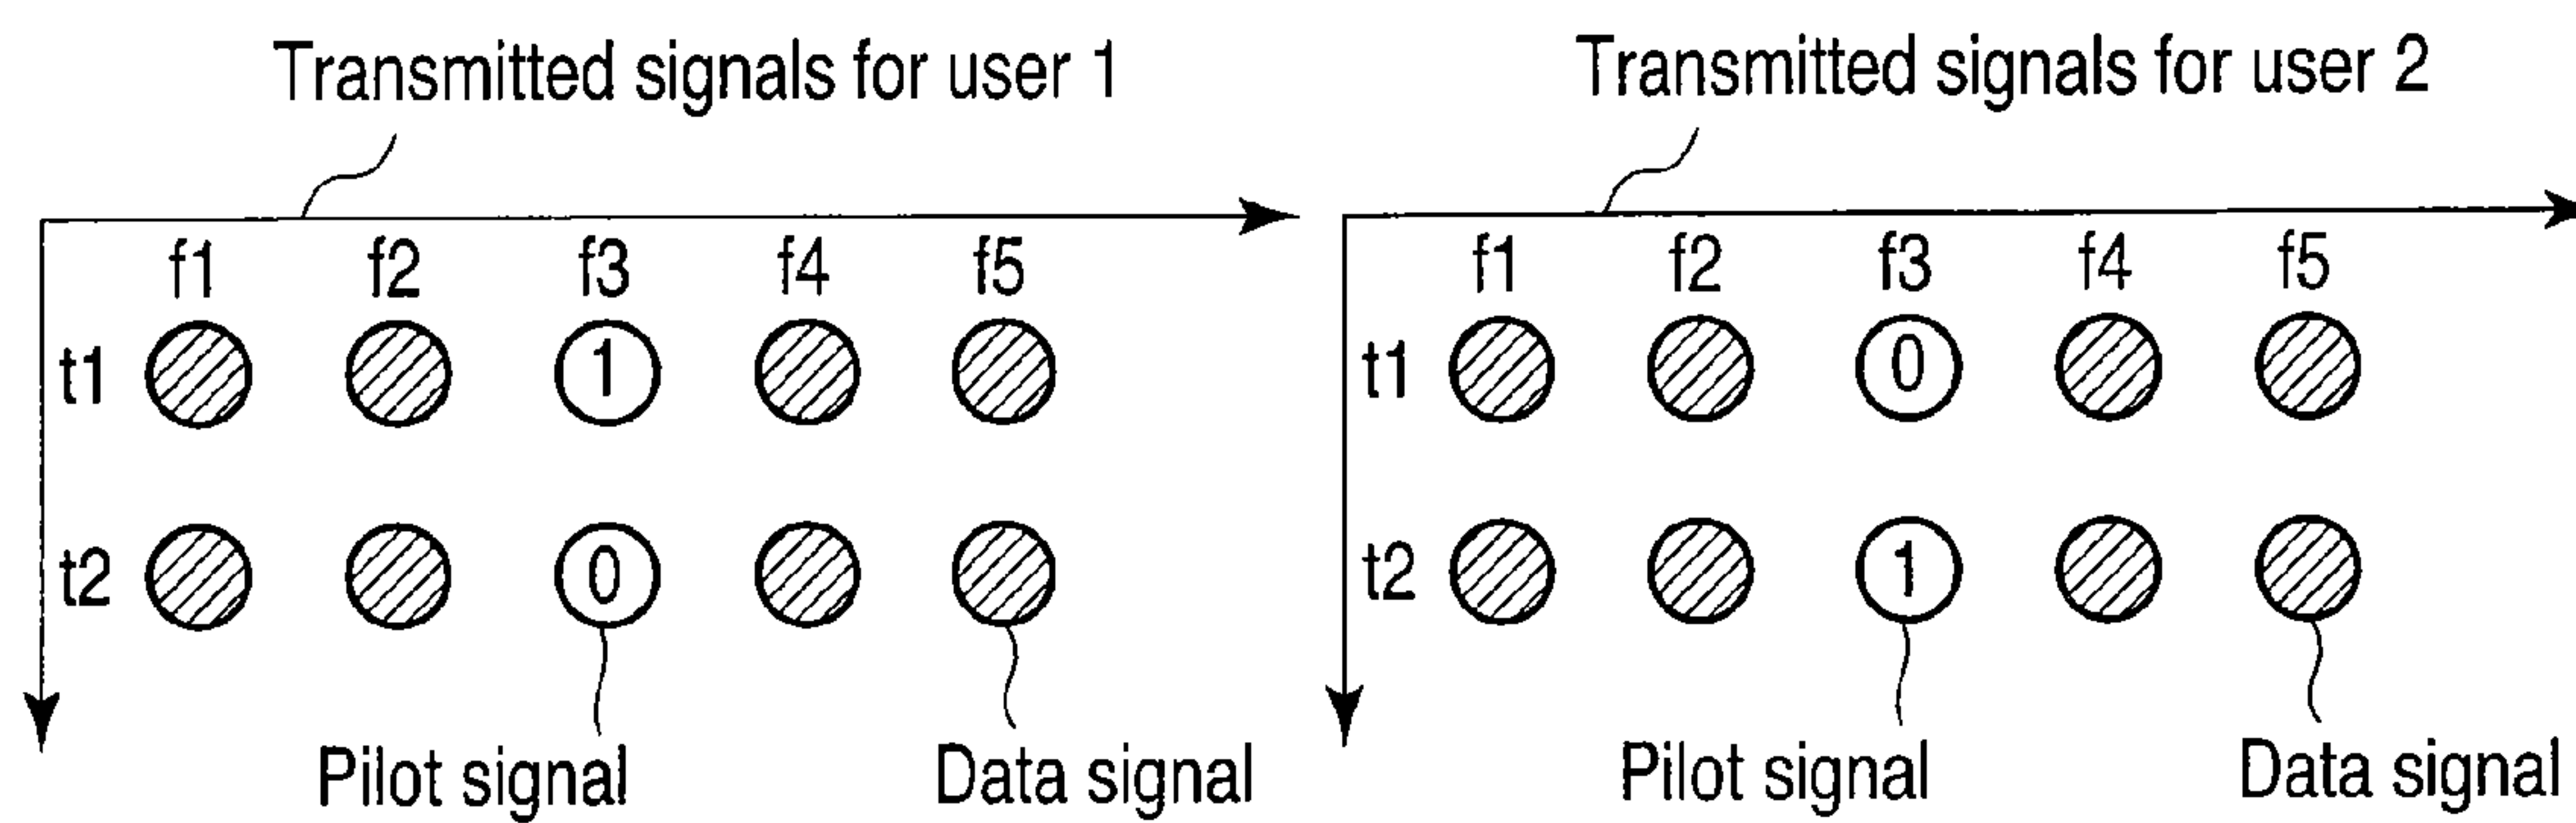 Transmitted signals for user 1
f1 f2 f3 f4 f5
t1 1
t2 0
Pilot signal Data signal
Transmitted signals for user 2
f1 f2 f3 f4 f5
t1 0
t2 1
Pilot signal Data signal